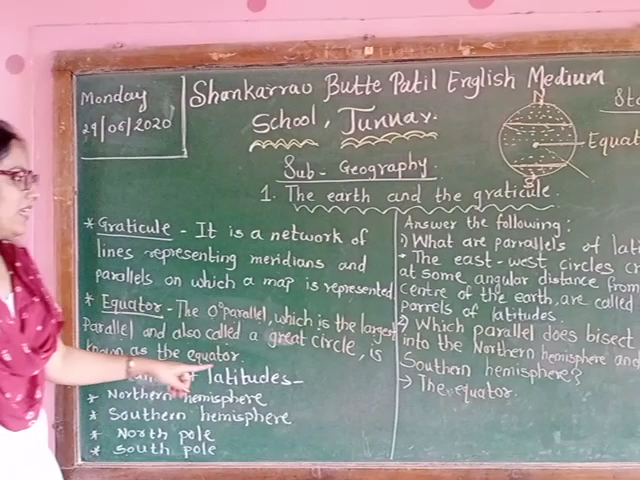 Monday
29/06/2020
Shankarrao Butte Patil English Medium
School, Junnar.
Sta
N
Equat
S
Sub - Geography
1. The earth and the graticule.
* Graticule - It is a network of
lines representing meridians and
parallels on which a map is represented
* Equator - The 0° parallel, which is the largest
parallel and also called a great circle, is
known as the equator.
latitudes -
* Northern hemisphere
* Southern hemisphere
* North pole
* South pole
Answer the following:
1) What are parrallels of lati
→ The east-west circles c
at some angular distance from
centre of the earth, are called
parrels of latitudes.
2) Which parallel does bisect
into the Northern hemisphere and
Southern hemisphere?
→ The equator.